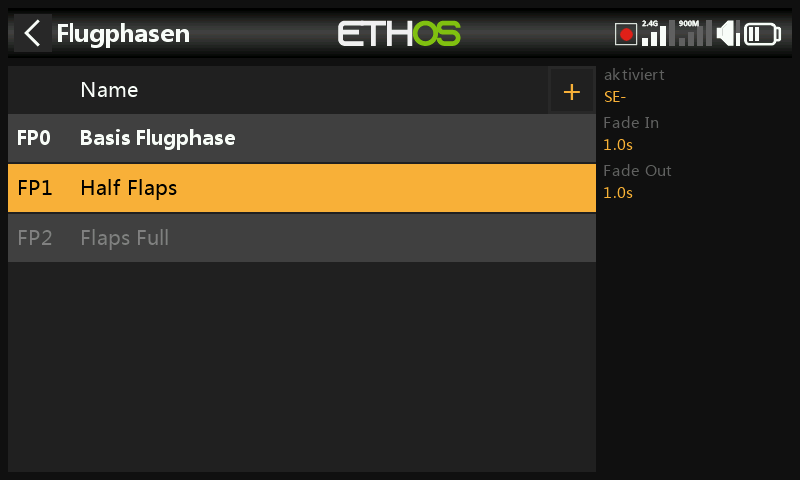 Flugphasen
ETHOS
2.4G
900M
Name
+
FP0 Basis Flugphase
FP1 Half Flaps
FP2 Flaps Full
aktiviert
SE-
Fade In
1.0s
Fade Out
1.0s